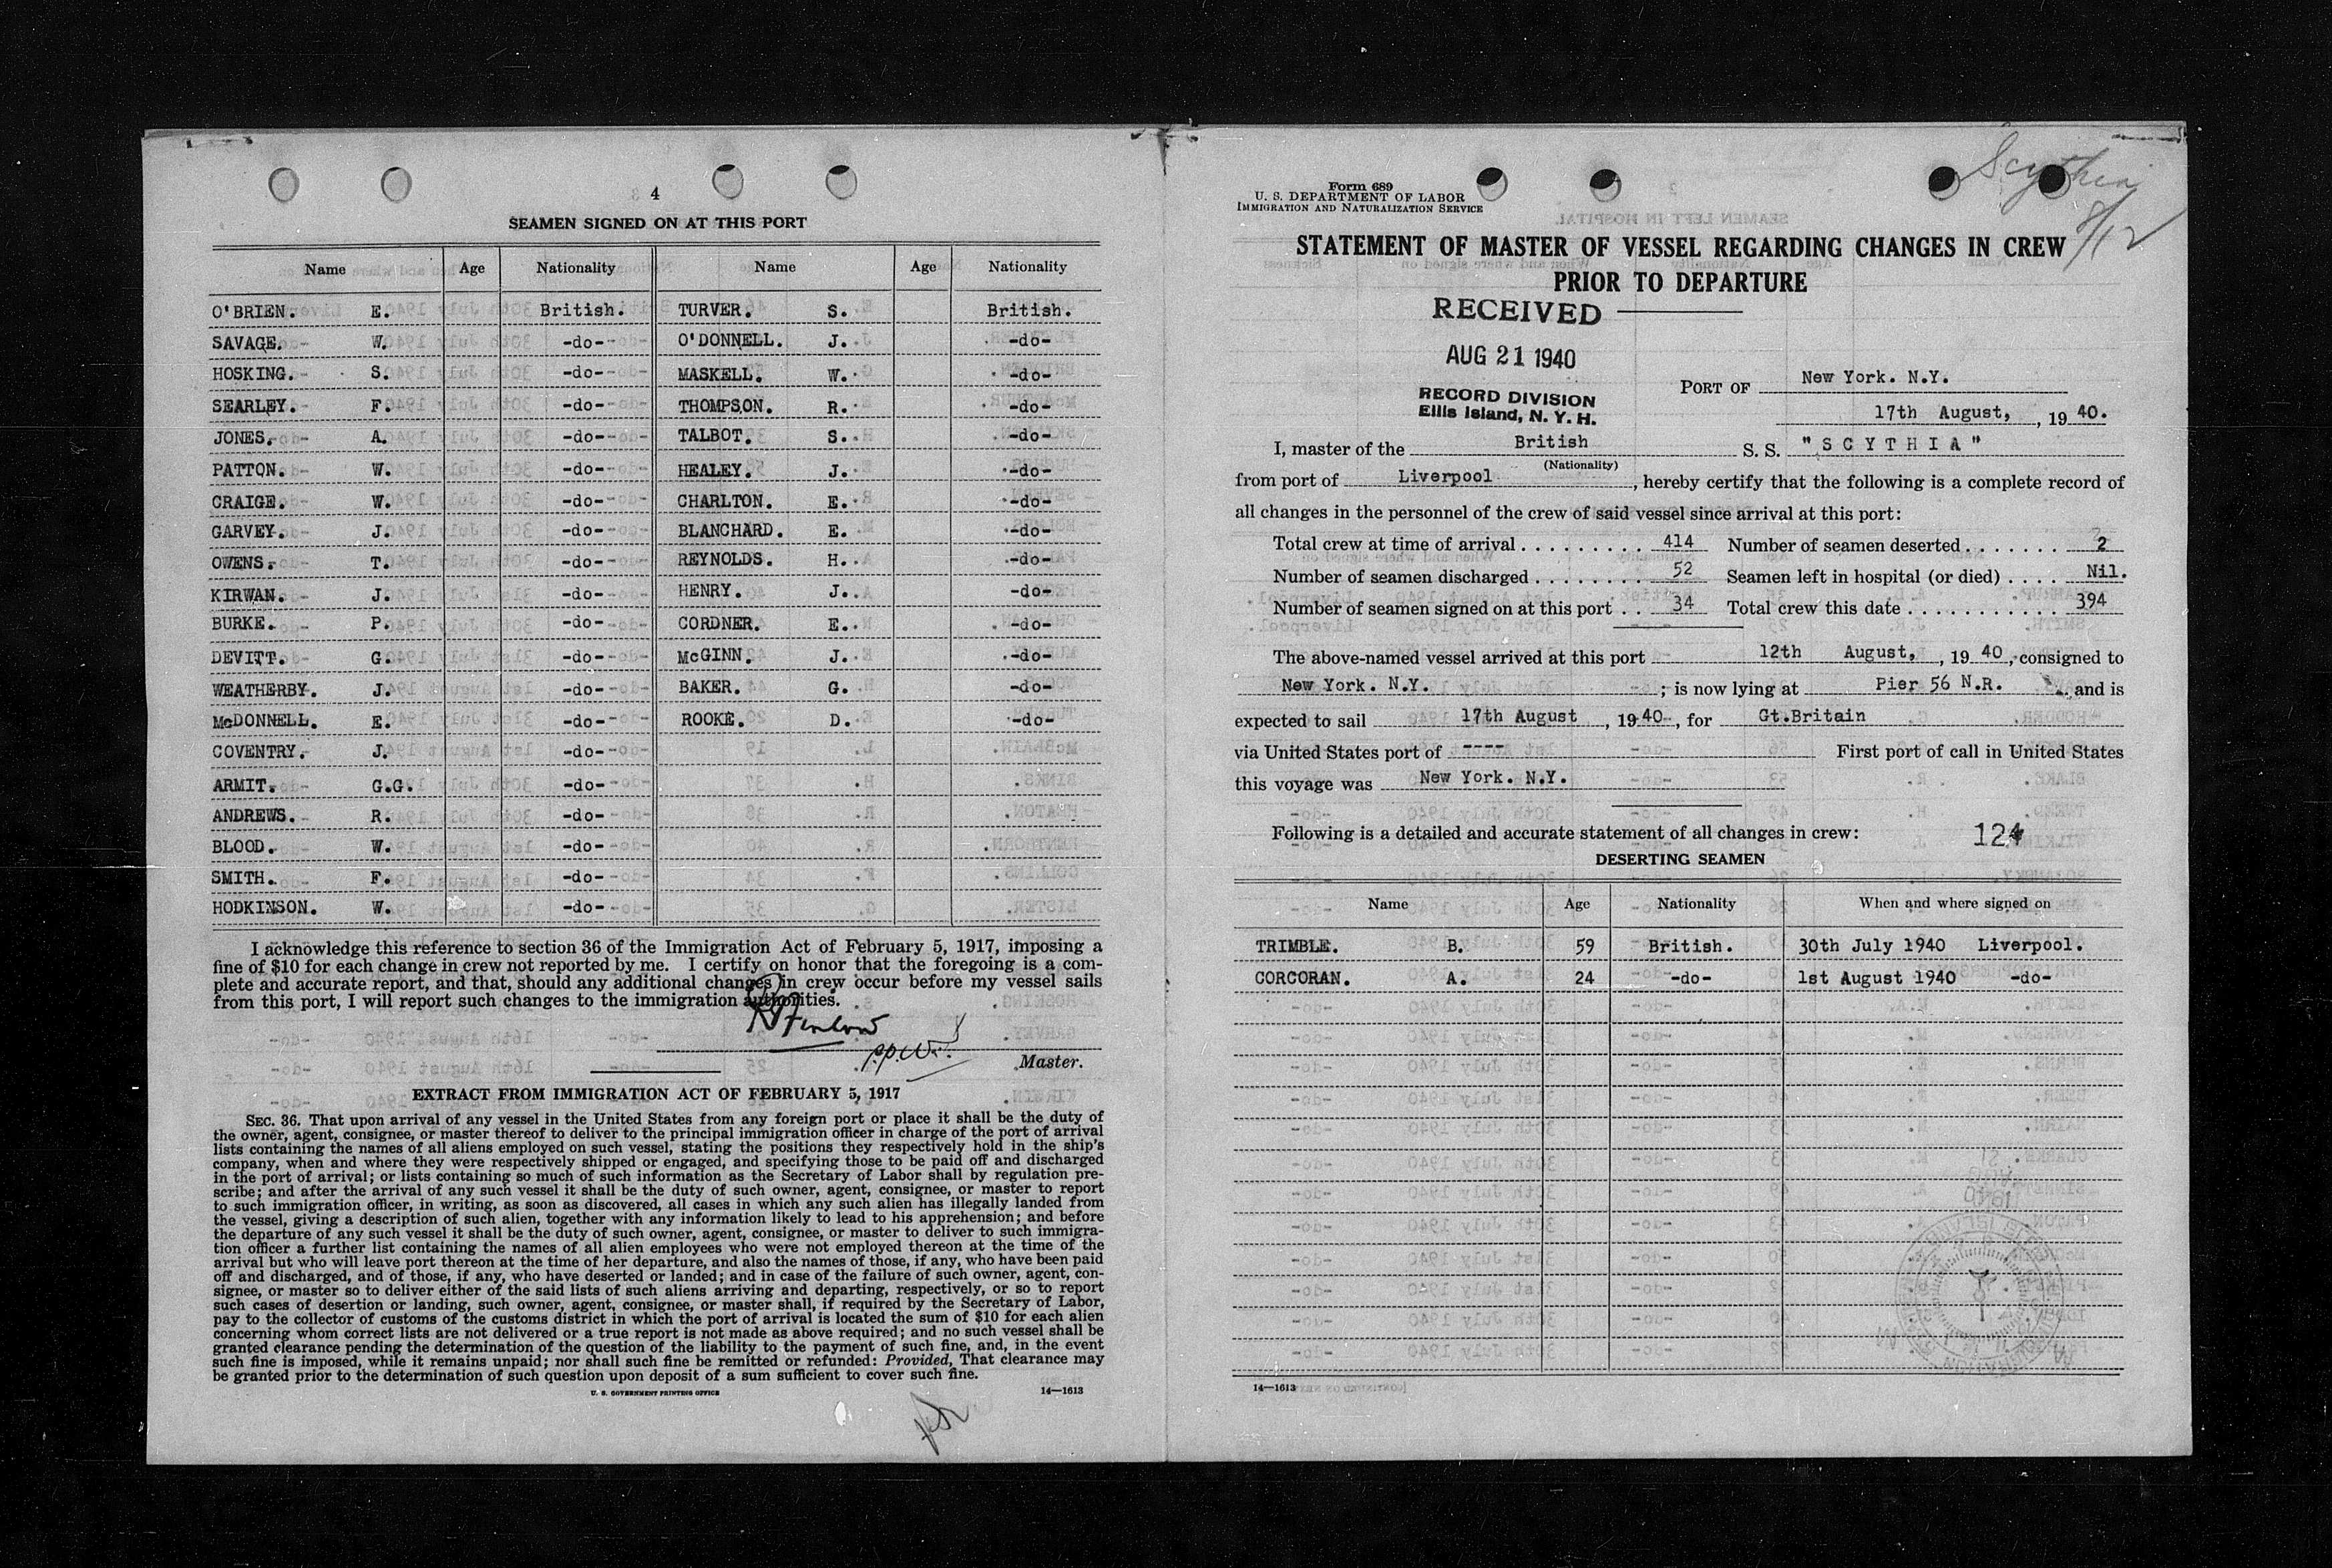 4
SEAMEN SIGNED ON AT THIS PORT
Name Age Nationality Name Age Nationality
O'BRIEN. E. British. TURVER. S. British.
SAVAGE. W. -do- O'DONNELL. J. -do-
HOSKING. S. -do- MASKELL. W. -do-
SEARLEY. F. -do- THOMPSON. R. -do-
JONES. A. -do- TALBOT. S. -do-
PATTON. W. -do- HEALEY. J. -do-
CRAIGE. W. -do- CHARLTON. E. -do-
GARVEY. J. -do- BLANCHARD. E. -do-
OWENS. T. -do- REYNOLDS. H. -do-
KIRWAN. J. -do- HENRY. J. -do-
BURKE. P. -do- CORDNER. E. -do-
DEVITT. G. -do- McGINN. J. -do-
WEATHERBY. J. -do- BAKER. G. -do-
McDONNELL. E. -do- ROOKE. D. -do-
COVENTRY. J. -do-
ARMIT. G.G. -do-
ANDREWS. R. -do-
BLOOD. W. -do-
SMITH. F. -do-
HODKINSON. W. -do-
I acknowledge this reference to section 36 of the Immigration Act of February 5, 1917, imposing a
fine of $10 for each change in crew not reported by me. I certify on honor that the foregoing is a com-
plete and accurate report, and that, should any additional changes in crew occur before my vessel sails
from this port, I will report such changes to the immigration authorities.
Master.
EXTRACT FROM IMMIGRATION ACT OF FEBRUARY 5, 1917
SEC. 36. That upon arrival of any vessel in the United States from any foreign port or place it shall be the duty of
the owner, agent, consignee, or master thereof to deliver to the principal immigration officer in charge of the port of arrival
lists containing the names of all aliens employed on such vessel, stating the positions they respectively hold in the ship's
company, when and where they were respectively shipped or engaged, and specifying those to be paid off and discharged
in the port of arrival; or lists containing so much of such information as the Secretary of Labor shall by regulation pre-
scribe; and after the arrival of any such vessel it shall be the duty of such owner, agent, consignee, or master to report
to such immigration officer, in writing, as soon as discovered, all cases in which any such alien has illegally landed from
the vessel, giving a description of such alien, together with any information likely to lead to his apprehension; and before
the departure of any such vessel it shall be the duty of such owner, agent, consignee, or master to deliver to such immigra-
tion officer a further list containing the names of all alien employees who were not employed thereon at the time of the
arrival but who will leave port thereon at the time of her departure, and also the names of those, if any, who have been paid
off and discharged, and of those, if any, who have deserted or landed; and in case of the failure of such owner, agent, con-
signee, or master so to deliver either of the said lists of such aliens arriving and departing, respectively, or so to report
such cases of desertion or landing, such owner, agent, consignee, or master shall, if required by the Secretary of Labor,
pay to the collector of customs of the customs district in which the port of arrival is located the sum of $10 for each alien
concerning whom correct lists are not delivered or a true report is not made as above required; and no such vessel shall be
granted clearance pending the determination of the question of the liability to the payment of such fine, and, in the event
such fine is imposed, while it remains unpaid; nor shall such fine be remitted or refunded: Provided, That clearance may
be granted prior to the determination of such question upon deposit of a sum sufficient to cover such fine.
U. S. GOVERNMENT PRINTING OFFICE 14—1613
Scythia
8/12
Form 689
U. S. DEPARTMENT OF LABOR
IMMIGRATION AND NATURALIZATION SERVICE
STATEMENT OF MASTER OF VESSEL REGARDING CHANGES IN CREW
PRIOR TO DEPARTURE
RECEIVED
AUG 21 1940
RECORD DIVISION
Ellis Island, N. Y. H.
PORT OF New York. N.Y.
17th August, , 19 40.
I, master of the British S. S. "S C Y T H I A"
(Nationality)
from port of Liverpool , hereby certify that the following is a complete record of
all changes in the personnel of the crew of said vessel since arrival at this port:
Total crew at time of arrival . . . . . . . . . 414 Number of seamen deserted . . . . . . . 2
Number of seamen discharged . . . . . . . . 52 Seamen left in hospital (or died) . . . . Nil.
Number of seamen signed on at this port . . 34 Total crew this date . . . . . . . . . . . . 394
The above-named vessel arrived at this port 12th August, , 19 40, consigned to
New York. N.Y. ; is now lying at Pier 56 N.R. and is
expected to sail 17th August , 19 40 , for Gt.Britain
via United States port of ---- First port of call in United States
this voyage was New York. N.Y.
Following is a detailed and accurate statement of all changes in crew: 124
DESERTING SEAMEN
Name Age Nationality When and where signed on
TRIMBLE. B. 59 British. 30th July 1940 Liverpool.
CORCORAN. A. 24 -do- 1st August 1940 -do-
14—1613